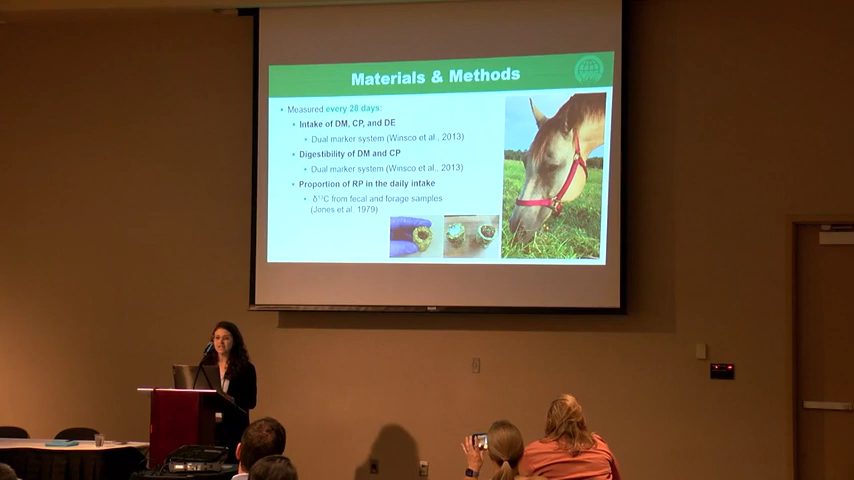 Materials & Methods
• Measured every 28 days:
• Intake of DM, CP, and DE
• Dual marker system (Winsco et al., 2013)
• Digestibility of DM and CP
• Dual marker system (Winsco et al., 2013)
• Proportion of RP in the daily intake
• δ¹³C from fecal and forage samples
(Jones et al. 1979)